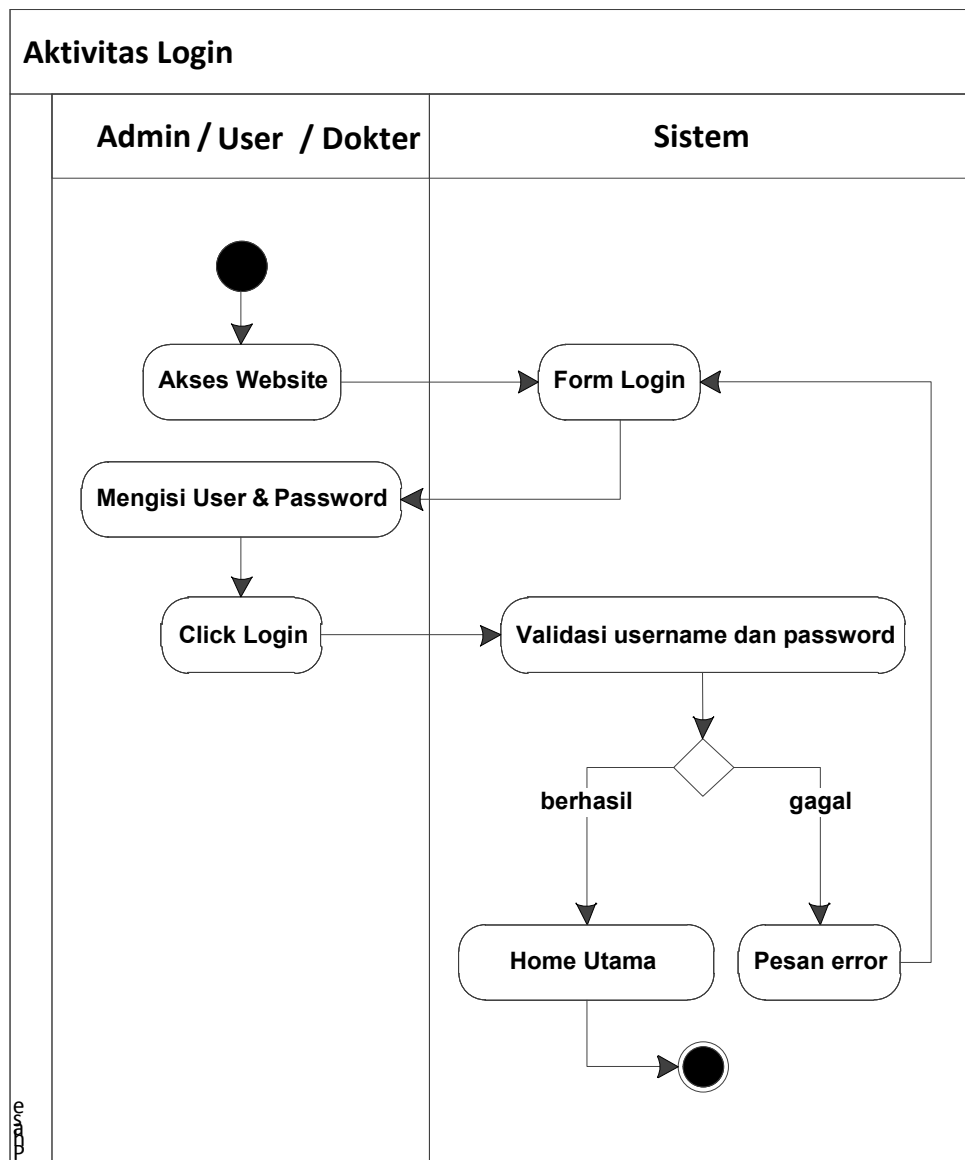 Aktivitas Login
Admin / User / Dokter
Sistem
Akses Website
Form Login
Mengisi User & Password
Click Login
Validasi username dan password
berhasil
gagal
Home Utama
Pesan error